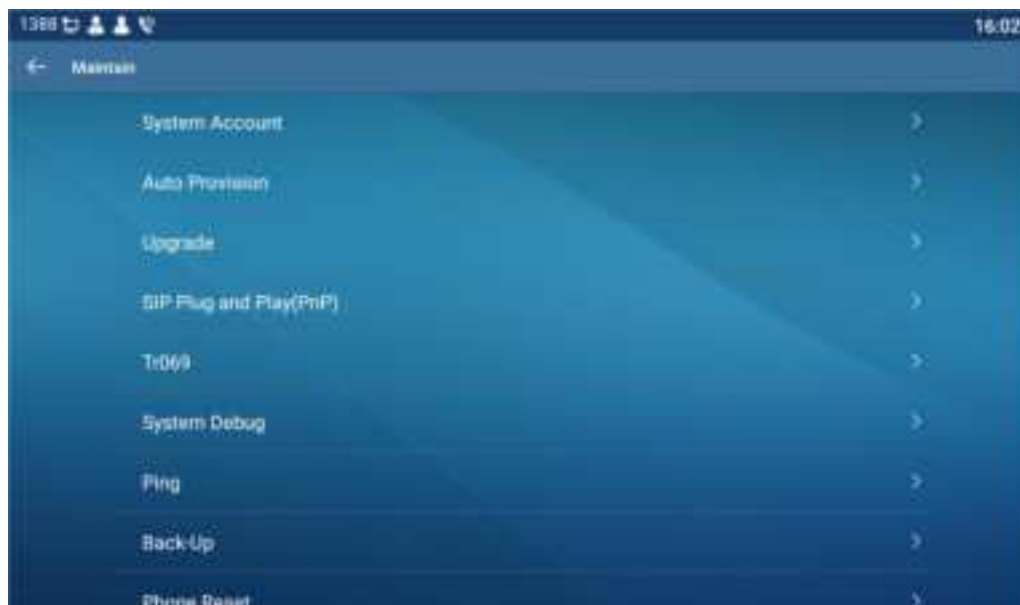 1388 16:02
Maintain
System Account
Auto Provision
Upgrade
SIP Plug and Play(PnP)
Tr069
System Debug
Ping
Back-Up
Phone Reset